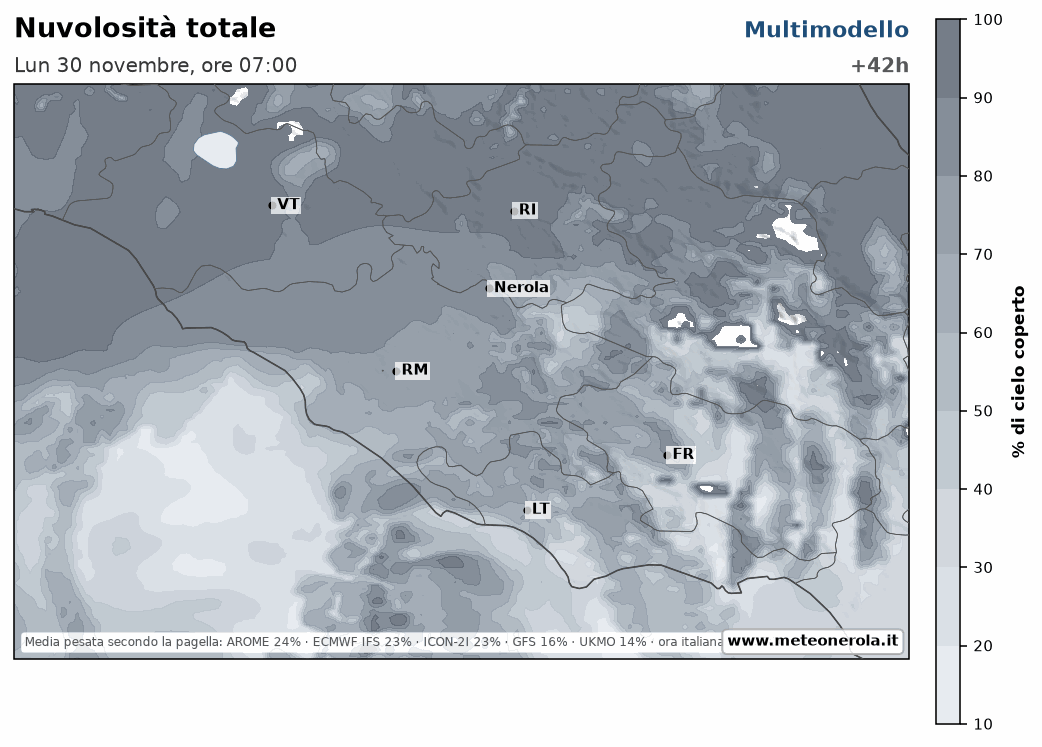 Nuvolosità totale
Multimodello
Lun 30 novembre, ore 07:00
+42h
100
90
80
70
60
50
40
30
20
10
% di cielo coperto
VT
RI
Nerola
RM
FR
LT
Media pesata secondo la pagella: AROME 24% · ECMWF IFS 23% · ICON-2I 23% · GFS 16% · UKMO 14% · ora italiana
www.meteonerola.it